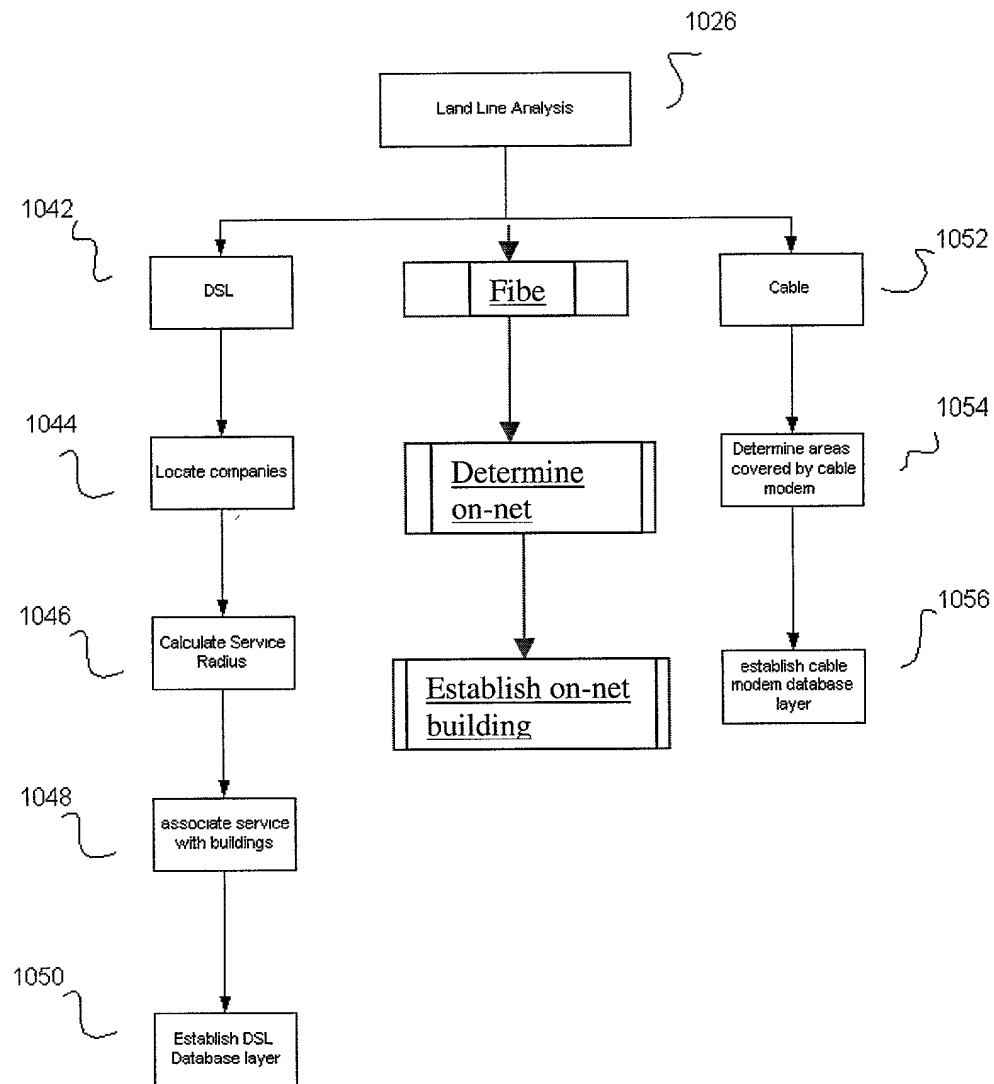 1026
Land Line Analysis
1042
DSL
Fibe
1052
Cable
1044
Locate companies
Determine
on-net
1054
Determine areas
covered by cable
modem
1046
Calculate Service
Radius
Establish on-net
building
1056
establish cable
modem database
layer
1048
associate service
with buildings
1050
Establish DSL
Database layer